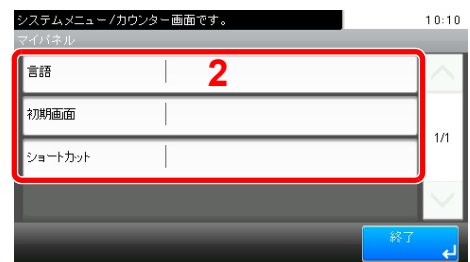 システムメニュー/カウンター画面です。 10:10
マイパネル
言語 2
初期画面
1/1
ショートカット
終了